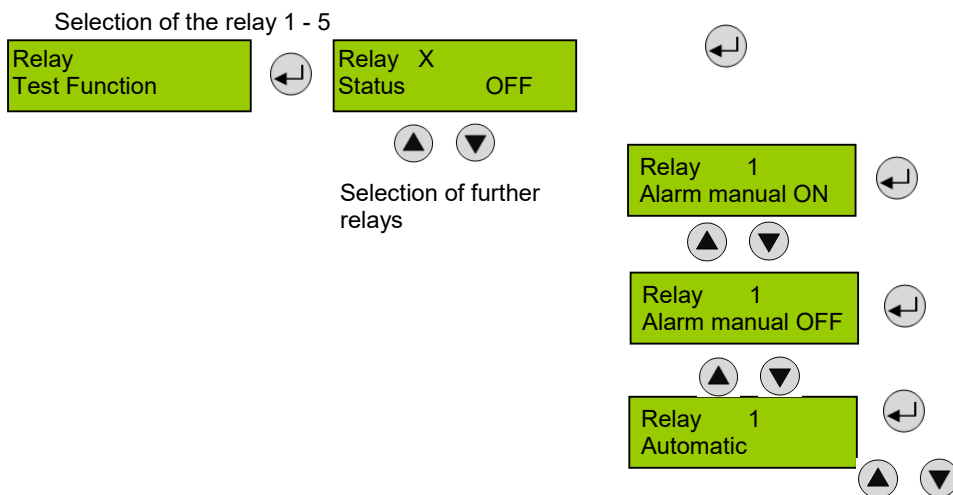 Selection of the relay 1 - 5
Relay
Test Function
Relay X
Status OFF
Selection of further
relays
Relay 1
Alarm manual ON
Relay 1
Alarm manual OFF
Relay 1
Automatic